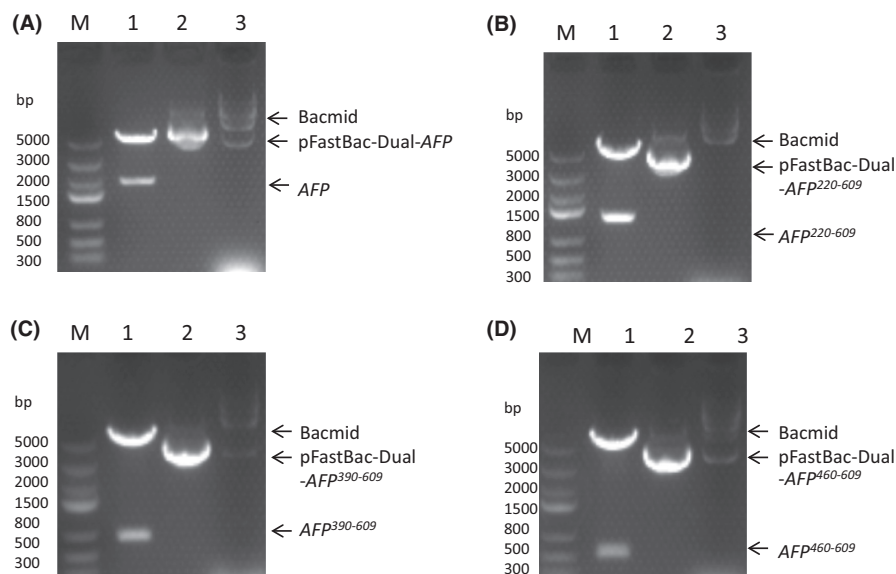 (A)
M 1 2 3
bp
5000
3000
2000
1500
800
500
300
Bacmid
pFastBac-Dual-AFP
AFP
(B)
M 1 2 3
bp
5000
3000
2000
1500
800
500
300
Bacmid
pFastBac-Dual
-AFP220-609
AFP220-609
(C)
M 1 2 3
bp
5000
3000
2000
1500
800
500
300
Bacmid
pFastBac-Dual
-AFP390-609
AFP390-609
(D)
M 1 2 3
bp
5000
3000
2000
1500
800
500
300
Bacmid
pFastBac-Dual
-AFP460-609
AFP460-609